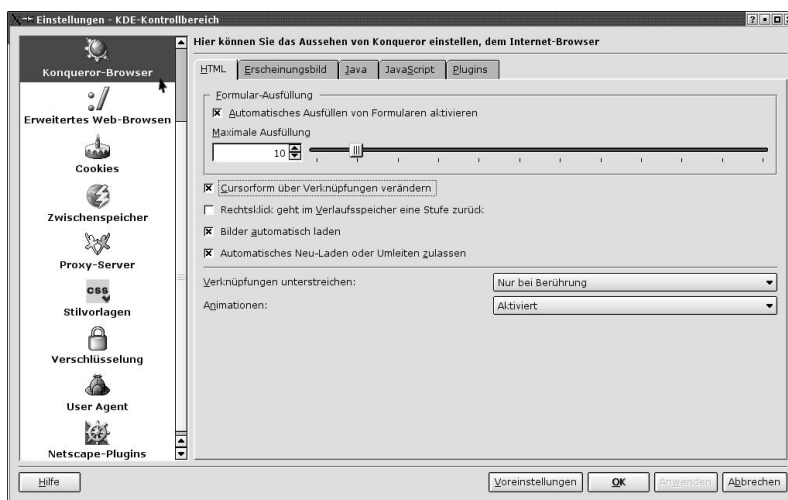 Einstellungen - KDE-Kontrollbereich
Konqueror-Browser
Erweitertes Web-Browsen
Cookies
Zwischenspeicher
Proxy-Server
css
Stilvorlagen
Verschlüsselung
User Agent
Netscape-Plugins
Hier können Sie das Aussehen von Konqueror einstellen, dem Internet-Browser
HTML Erscheinungsbild Java JavaScript Plugins
Formular-Ausfüllung
Automatisches Ausfüllen von Formularen aktivieren
Maximale Ausfüllung
10
Cursorform über Verknüpfungen verändern
Rechtsklick geht im Verlaufsspeicher eine Stufe zurück
Bilder automatisch laden
Automatisches Neu-Laden oder Umleiten zulassen
Verknüpfungen unterstreichen: Nur bei Berührung
Animationen: Aktiviert
Hilfe Voreinstellungen OK Anwenden Abbrechen